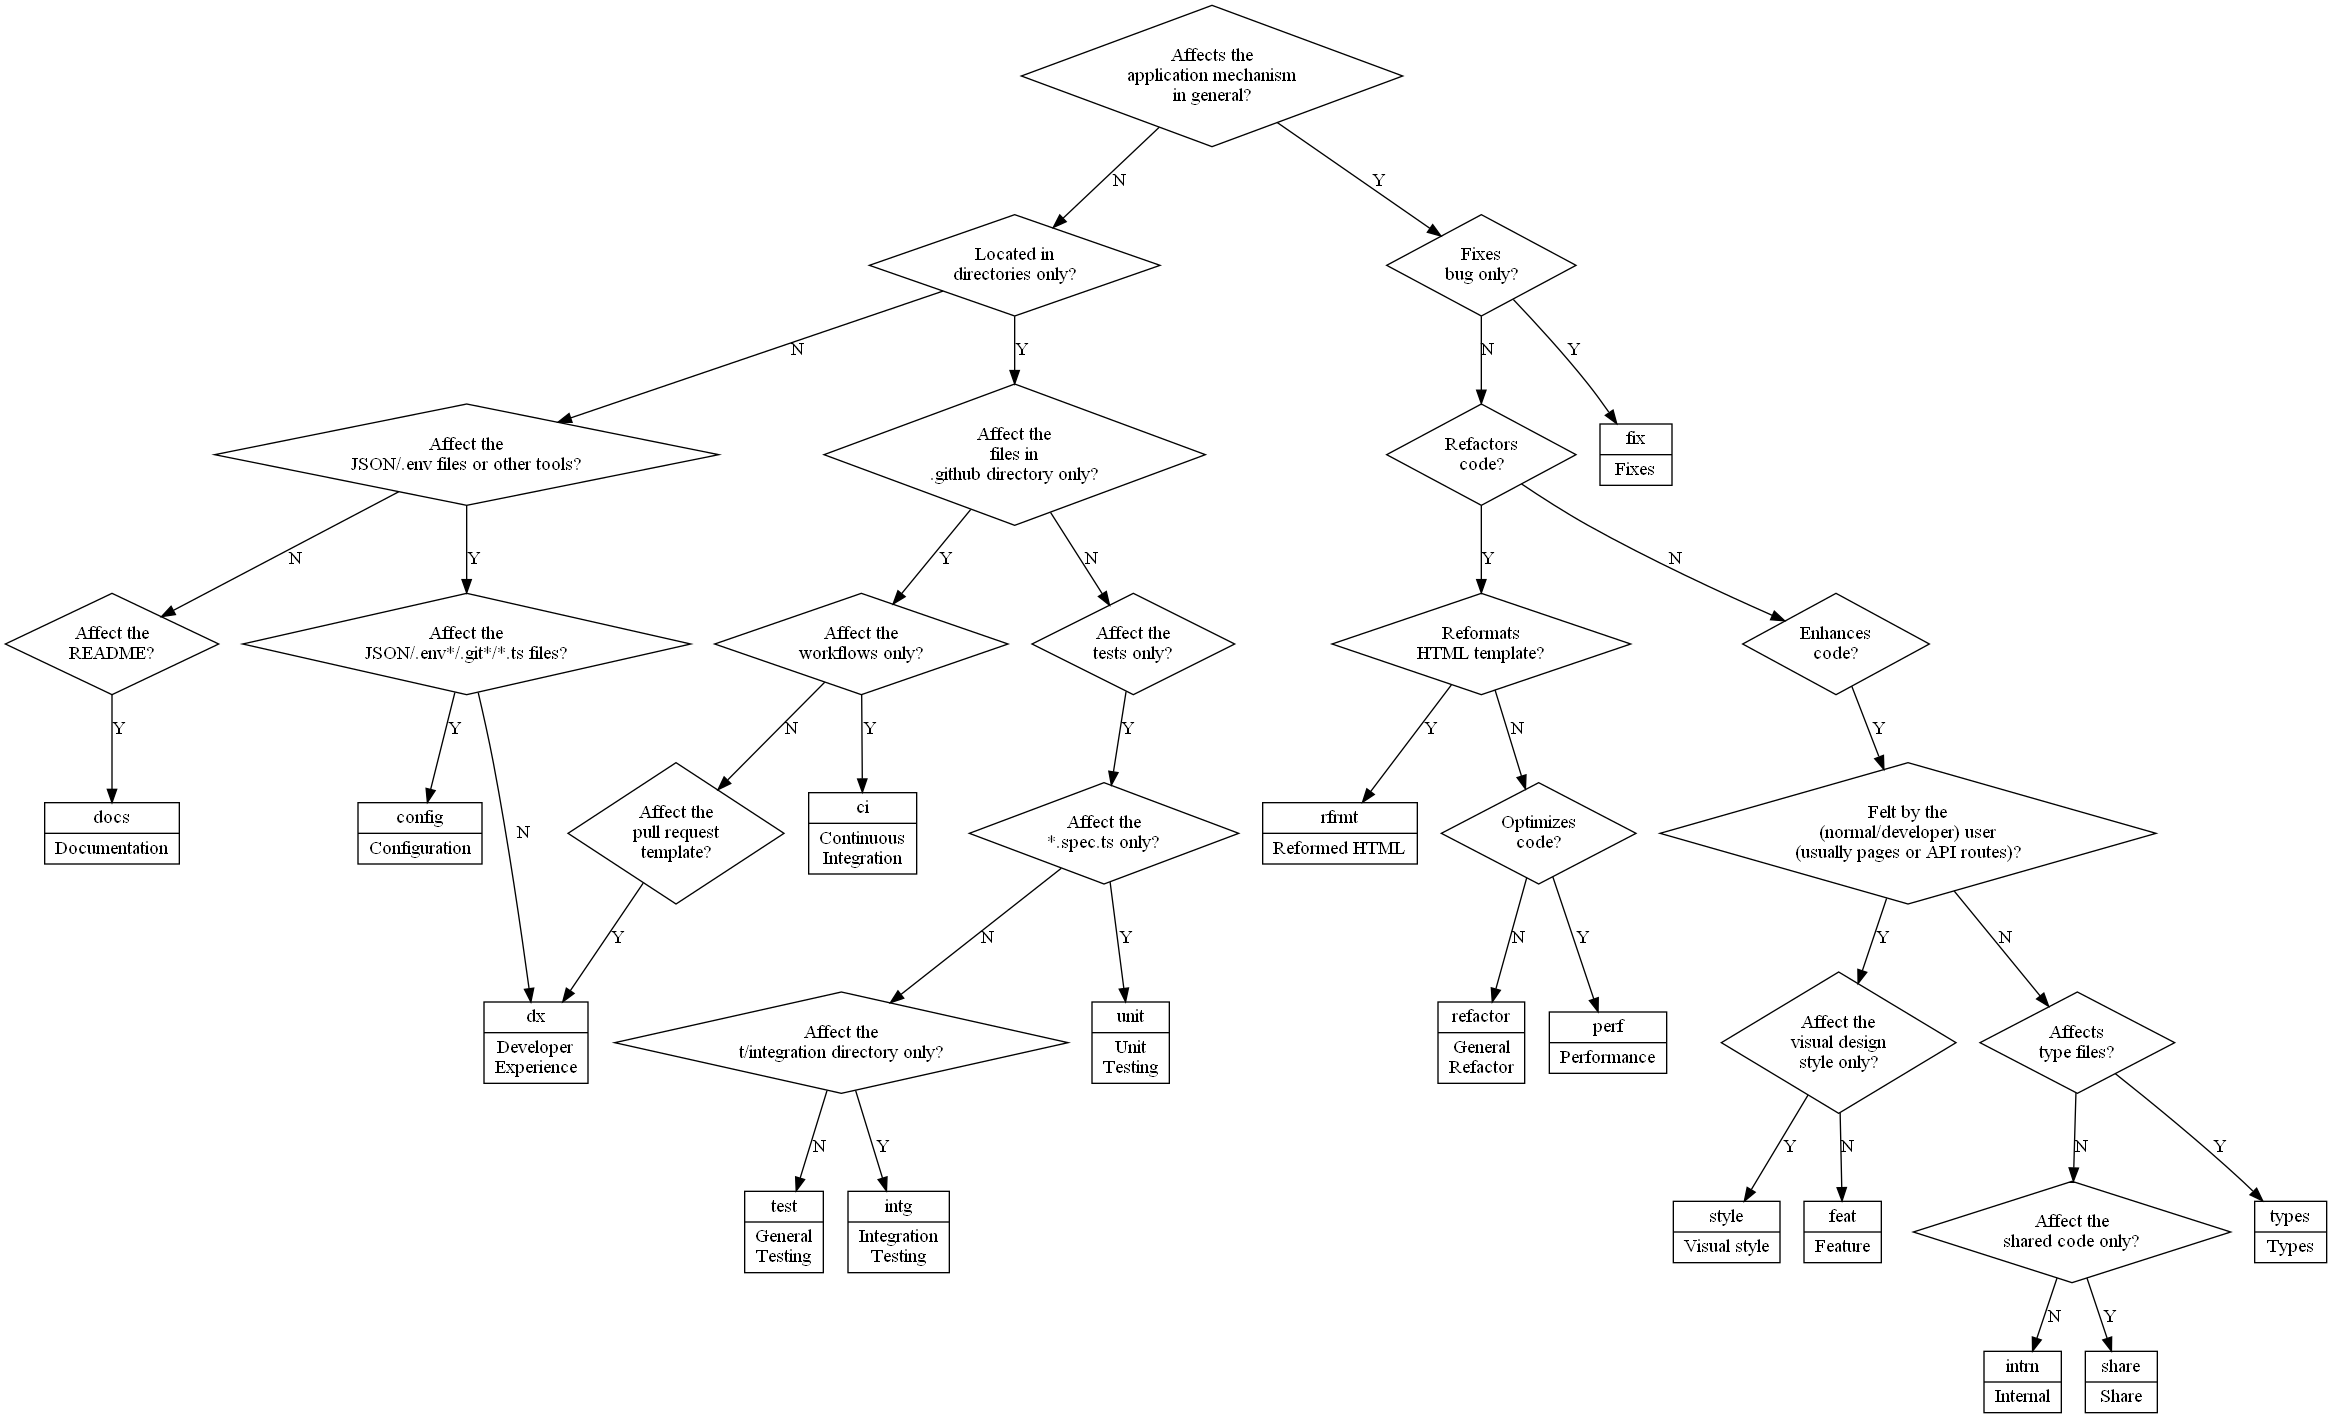 Affects the
application mechanism
in general?
N
Y
Located in
directories only?
Fixes
bug only?
N
Y
N
Y
Affect the
JSON/.env files or other tools?
Affect the
files in
.github directory only?
Refactors
code?
fix
Fixes
N
Y
Y
N
Y
N
Affect the
README?
Affect the
JSON/.env*/.git*/*.ts files?
Affect the
workflows only?
Affect the
tests only?
Reformats
HTML template?
Enhances
code?
Y
Y
N
N
Y
Y
Y
N
Y
docs
Documentation
config
Configuration
Affect the
pull request
template?
ci
Continuous
Integration
Affect the
*.spec.ts only?
rfrmt
Reformed HTML
Optimizes
code?
Felt by the
(normal/developer) user
(usually pages or API routes)?
Y
N
Y
N
Y
Y
N
dx
Developer
Experience
Affect the
t/integration directory only?
unit
Unit
Testing
refactor
General
Refactor
perf
Performance
Affect the
visual design
style only?
Affects
type files?
N
Y
Y
N
N
Y
test
General
Testing
intg
Integration
Testing
style
Visual style
feat
Feature
Affect the
shared code only?
types
Types
N
Y
intrn
Internal
share
Share